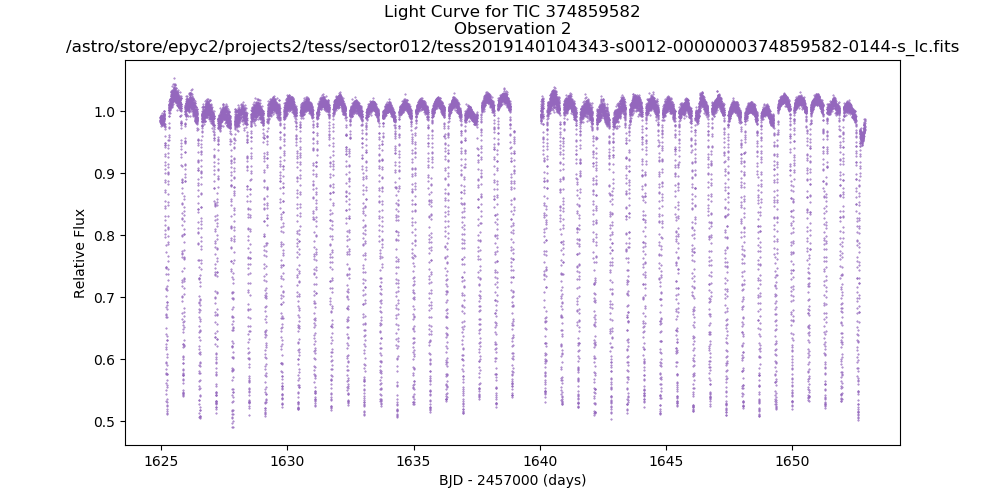 Light Curve for TIC 374859582
Observation 2
/astro/store/epyc2/projects2/tess/sector012/tess2019140104343-s0012-0000000374859582-0144-s_lc.fits
1.0
0.9
0.8
0.7
0.6
0.5
Relative Flux
1625
1630
1635
1640
1645
1650
BJD - 2457000 (days)